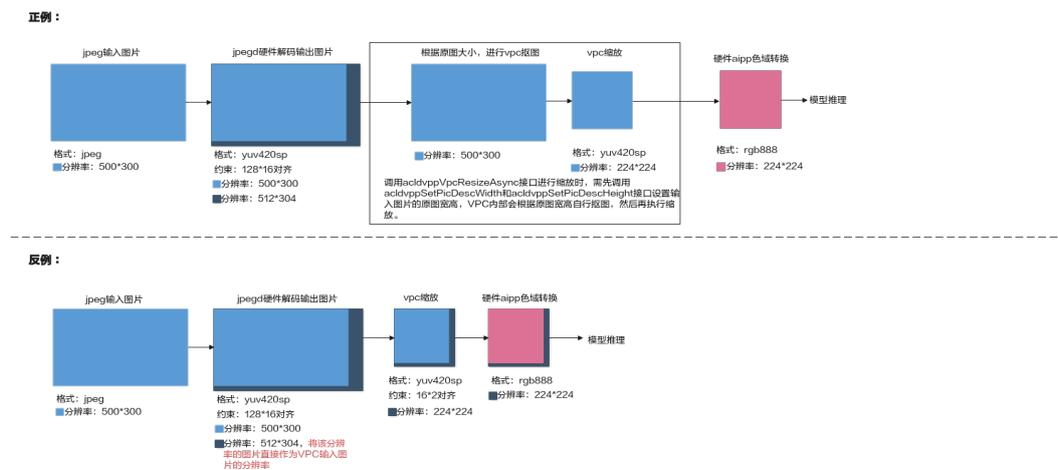 正例：
jpeg输入图片
jpegd硬件解码输出图片
根据原图大小，进行vpc抠图
vpc缩放
硬件aipp色域转换
模型推理
格式：jpeg
分辨率：500*300
格式：yuv420sp
约束：128*16对齐
分辨率：500*300
分辨率：512*304
分辨率：500*300
格式：yuv420sp
分辨率：224*224
格式：rgb888
分辨率：224*224
调用acldvppVpcResizeAsync接口进行缩放时，需先调用
acldvppSetPicDescWidth和acldvppSetPicDescHeight接口设置输
入图片的原图宽高，VPC内部会根据原图宽高自行抠图，然后再执行缩
放。
反例：
jpeg输入图片
jpegd硬件解码输出图片
vpc缩放
硬件aipp色域转换
模型推理
格式：jpeg
分辨率：500*300
格式：yuv420sp
约束：128*16对齐
分辨率：500*300
分辨率：512*304，将该分辨
率的图片直接作为VPC输入图
片的分辨率
格式：yuv420sp
约束：16*2对齐
分辨率：224*224
格式：rgb888
分辨率：224*224